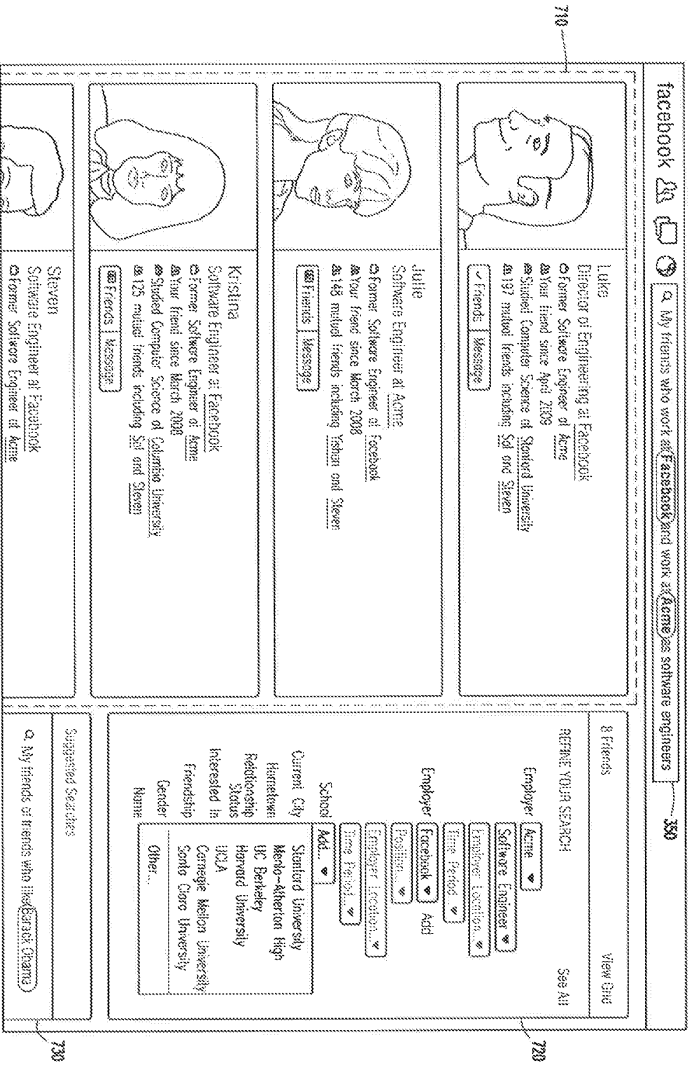 710
facebook
My friends who work at Facebook and work at Acme as software engineers
350
Luke
Director of Engineering at Facebook
Former Software Engineer at Acme
Your friend since April 2009
Studied Computer Science at Stanford University
197 mutual friends including Sol and Steven
Friends Message
Julie
Software Engineer at Acme
Former Software Engineer at Facebook
Your friend since March 2008
148 mutual friends including Yishan and Steven
Friends Message
Kristina
Software Engineer at Facebook
Former Software Engineer at Acme
Your friend since March 2008
Studied Computer Science at Columbia University
125 mutual friends including Sol and Steven
Friends Message
Steven
Software Engineer at Facebook
Former Software Engineer at Acme
8 Friends View Grid
REFINE YOUR SEARCH See All
Employer Acme
Software Engineer
Employer Location...
Time Period...
Employer Facebook Add
Position...
Employer Location...
Time Period...
School Add...
Current City
Hometown
Relationship Status
Interested In
Friendship
Gender
Name
Stanford University
Menlo-Atherton High
UC Berkeley
Harvard University
UCLA
Carnegie Mellon University
Santa Clara University
Other...
720
Suggested Searches
My friends of friends who like Barack Obama
730